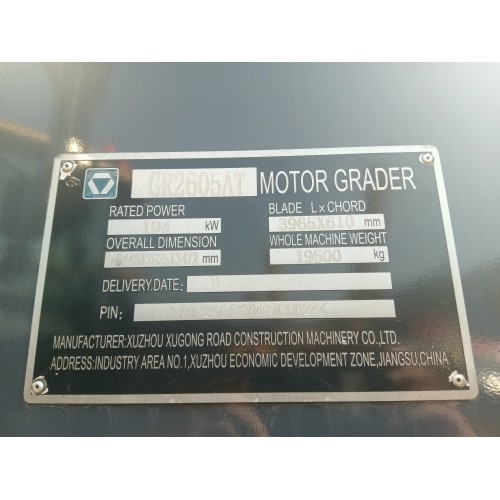 GR2605AT MOTOR GRADER
RATED POWER BLADE L x CHORD
194 kW 3965X610 mm
OVERALL DIMENSION WHOLE MACHINE WEIGHT
mm 19500 kg
DELIVERY.DATE:
PIN:
MANUFACTURER:XUZHOU XUGONG ROAD CONSTRUCTION MACHINERY CO.,LTD.
ADDRESS:INDUSTRY AREA NO.1,XUZHOU ECONOMIC DEVELOPMENT ZONE,JIANGSU,CHINA